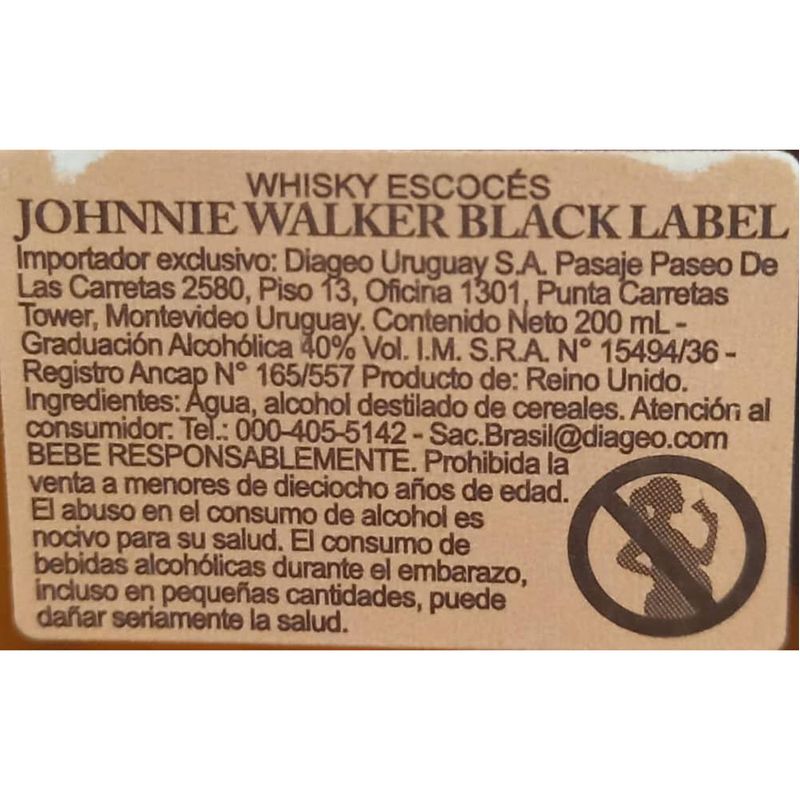 WHISKY ESCOCÉS
JOHNNIE WALKER BLACK LABEL
Importador exclusivo: Diageo Uruguay S.A. Pasaje Paseo De
Las Carretas 2580, Piso 13, Oficina 1301, Punta Carretas
Tower, Montevideo Uruguay. Contenido Neto 200 mL -
Graduación Alcohólica 40% Vol. I.M. S.R.A. N° 15494/36 -
Registro Ancap N° 165/557 Producto de: Reino Unido.
Ingredientes: Agua, alcohol destilado de cereales. Atención al
consumidor: Tel.: 000-405-5142 - Sac.Brasil@diageo.com
BEBE RESPONSABLEMENTE. Prohibida la
venta a menores de dieciocho años de edad.
El abuso en el consumo de alcohol es
nocivo para su salud. El consumo de
bebidas alcohólicas durante el embarazo,
incluso en pequeñas cantidades, puede
dañar seriamente la salud.